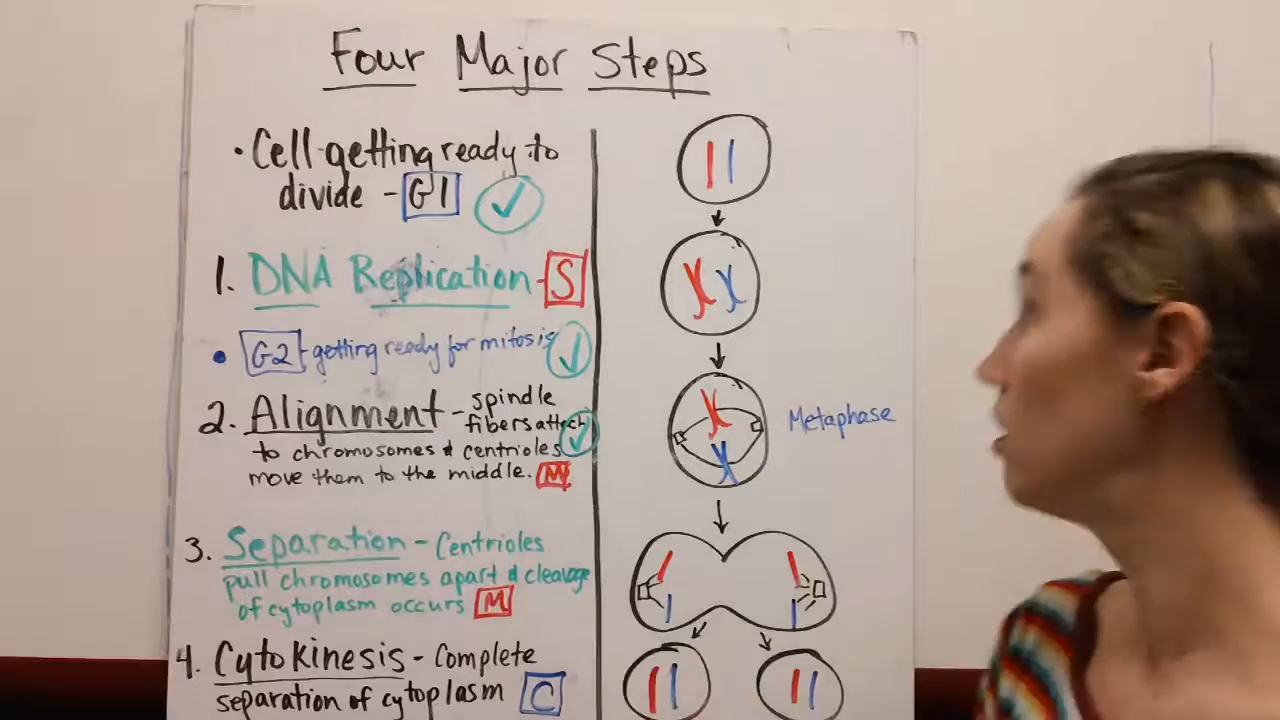 Four Major Steps
• Cell getting ready to
divide - G1 ✓
1. DNA Replication - S
• G2 - getting ready for mitosis ✓
2. Alignment - spindle
fibers attach ✓
to chromosomes & centrioles
move them to the middle. M
Metaphase
3. Separation - Centrioles
pull chromosomes apart & cleavage
of cytoplasm occurs M
4. Cytokinesis - Complete
separation of cytoplasm C